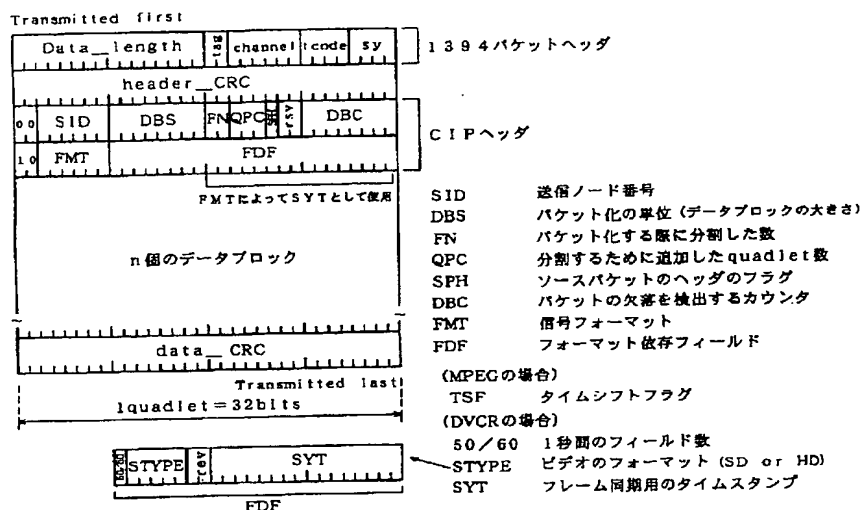 Transmitted first
Data__length tag channel tcode sy
1394パケットヘッダ
header__CRC
00 SID DBS FN QPC SPH rsv DBC
CIPヘッダ
10 FMT FDF
FMTによってSYTとして使用
n個のデータブロック
data__CRC
Transmitted last
1quadlet=32bits
SID 送信ノード番号
DBS パケット化の単位(データブロックの大きさ)
FN パケット化する際に分割した数
QPC 分割するために追加したquadlet数
SPH ソースパケットのヘッダのフラグ
DBC パケットの欠落を検出するカウンタ
FMT 信号フォーマット
FDF フォーマット依存フィールド
(MPEGの場合)
TSF タイムシフトフラグ
(DVCRの場合)
50/60 1秒間のフィールド数
STYPE ビデオのフォーマット(SD or HD)
SYT フレーム同期用のタイムスタンプ
50/60 STYPE rsv SYT
FDF